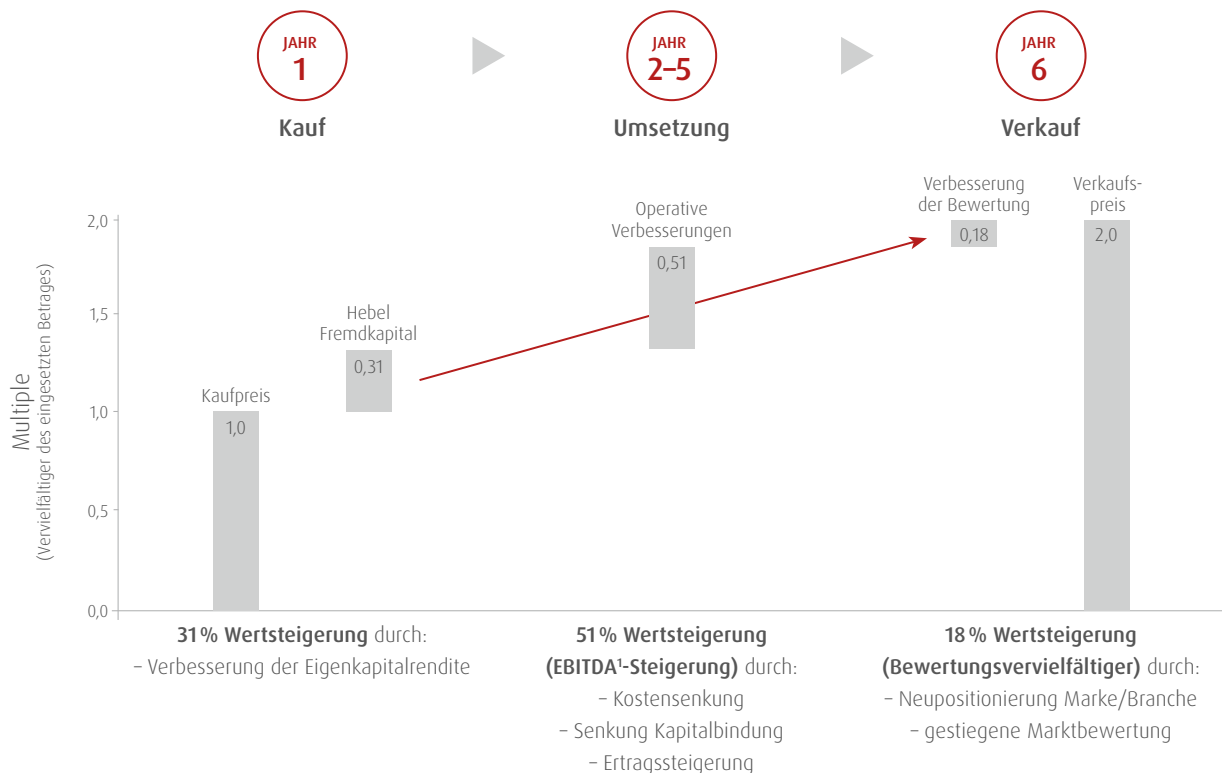 JAHR
1
JAHR
2–5
JAHR
6
Kauf
Umsetzung
Verkauf
Multiple
(Vervielfältiger des eingesetzten Betrages)
2,0
1,5
1,0
0,5
0,0
Kaufpreis
1,0
Hebel
Fremdkapital
0,31
Operative
Verbesserungen
0,51
Verbesserung
der Bewertung
0,18
Verkaufs-
preis
2,0
31% Wertsteigerung durch:
– Verbesserung der Eigenkapitalrendite
51% Wertsteigerung
(EBITDA¹-Steigerung) durch:
– Kostensenkung
– Senkung Kapitalbindung
– Ertragssteigerung
18% Wertsteigerung
(Bewertungsvervielfältiger) durch:
– Neupositionierung Marke/Branche
– gestiegene Marktbewertung